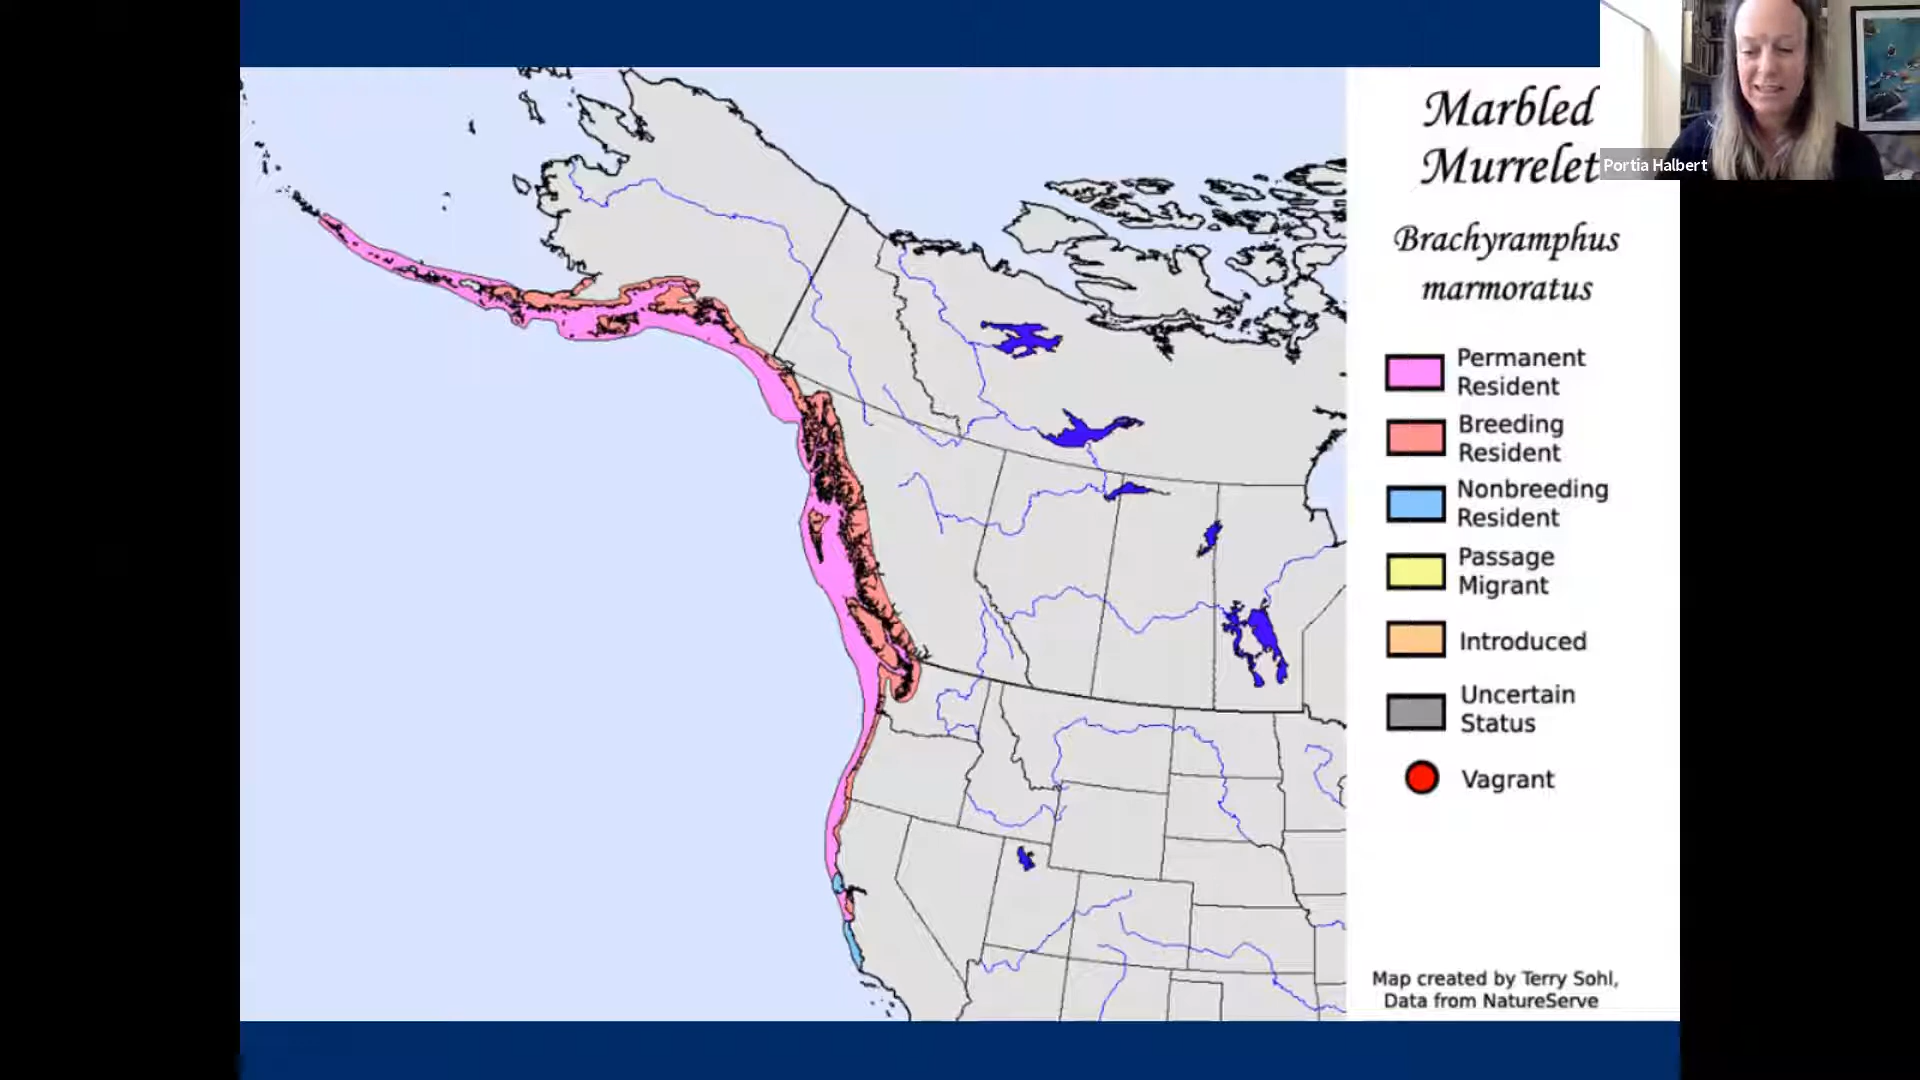 Marbled
Murrelet
Portia Halbert
Brachyramphus
marmoratus
Permanent
Resident
Breeding
Resident
Nonbreeding
Resident
Passage
Migrant
Introduced
Uncertain
Status
Vagrant
Map created by Terry Sohl,
Data from NatureServe